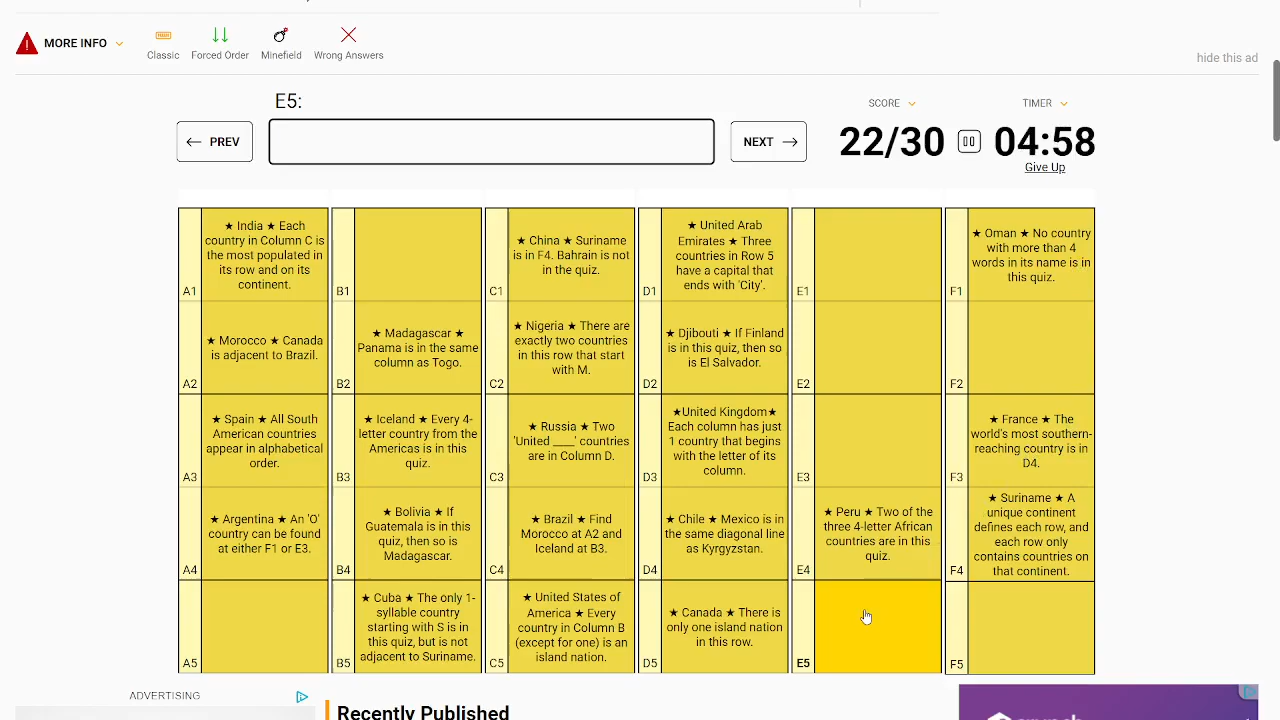 MORE INFO
Classic
Forced Order
Minefield
Wrong Answers
hide this ad
E5:
SCORE
TIMER
← PREV
NEXT →
22/30
04:58
Give Up
A1
★ India ★ Each
country in Column C is
the most populated in
its row and on its
continent.
B1
C1
★ China ★ Suriname
is in F4. Bahrain is not
in the quiz.
D1
★ United Arab
Emirates ★ Three
countries in Row 5
have a capital that
ends with 'City'.
E1
F1
★ Oman ★ No country
with more than 4
words in its name is in
this quiz.
A2
★ Morocco ★ Canada
is adjacent to Brazil.
B2
★ Madagascar ★
Panama is in the same
column as Togo.
C2
★ Nigeria ★ There are
exactly two countries
in this row that start
with M.
D2
★ Djibouti ★ If Finland
is in this quiz, then so
is El Salvador.
E2
F2
A3
★ Spain ★ All South
American countries
appear in alphabetical
order.
B3
★ Iceland ★ Every 4-
letter country from the
Americas is in this
quiz.
C3
★ Russia ★ Two
'United ____' countries
are in Column D.
D3
★United Kingdom★
Each column has just
1 country that begins
with the letter of its
column.
E3
F3
★ France ★ The
world's most southern-
reaching country is in
D4.
A4
★ Argentina ★ An 'O'
country can be found
at either F1 or E3.
B4
★ Bolivia ★ If
Guatemala is in this
quiz, then so is
Madagascar.
C4
★ Brazil ★ Find
Morocco at A2 and
Iceland at B3.
D4
★ Chile ★ Mexico is in
the same diagonal line
as Kyrgyzstan.
E4
★ Peru ★ Two of the
three 4-letter African
countries are in this
quiz.
F4
★ Suriname ★ A
unique continent
defines each row, and
each row only
contains countries on
that continent.
A5
B5
★ Cuba ★ The only 1-
syllable country
starting with S is in
this quiz, but is not
adjacent to Suriname.
C5
★ United States of
America ★ Every
country in Column B
(except for one) is an
island nation.
D5
★ Canada ★ There is
only one island nation
in this row.
E5
F5
ADVERTISING
Recently Published